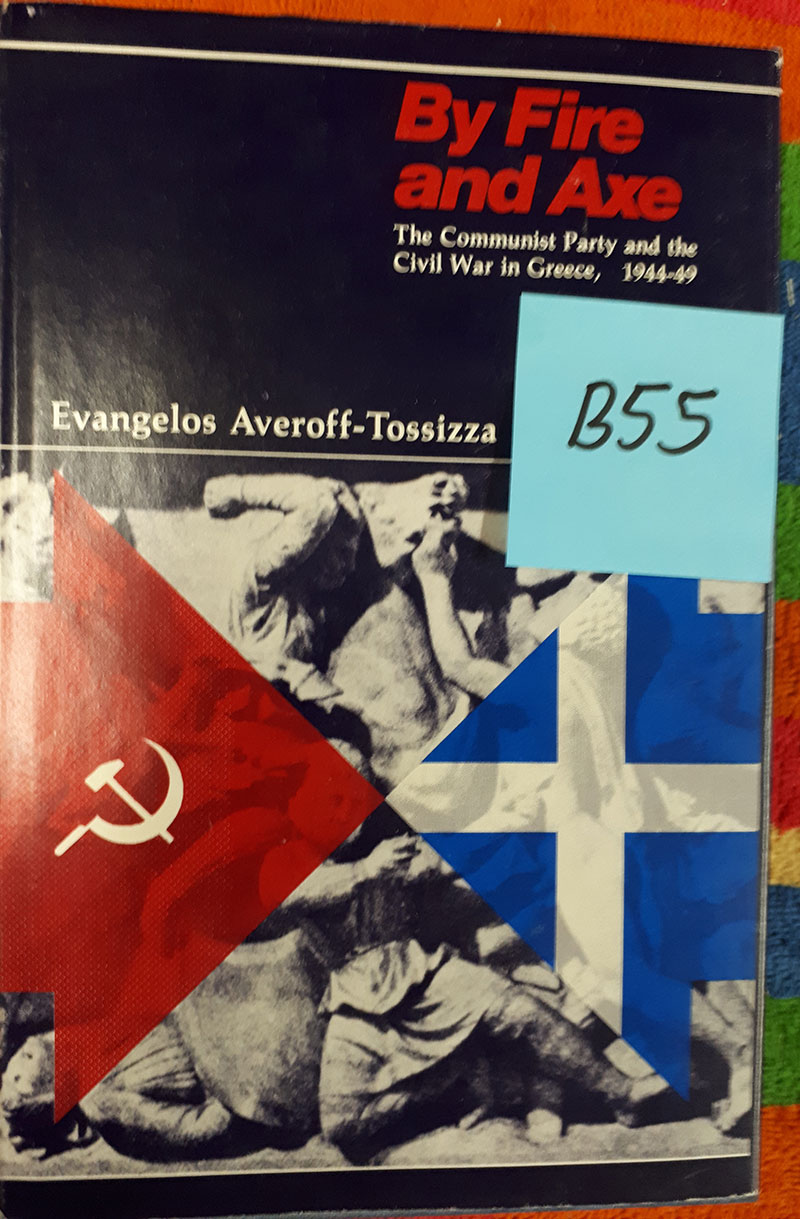 By Fire
and Axe
The Communist Party and the
Civil War in Greece, 1944-49
B55
Evangelos Averoff-Tossizza